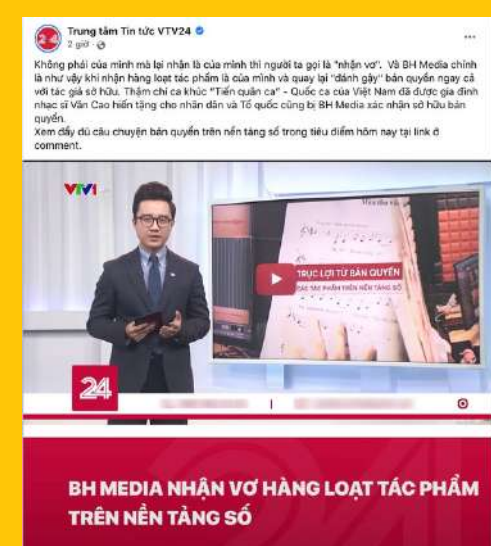 Trung tâm Tin tức VTV24
2 giờ ·
Không phải của mình mà lại nhận là của mình thì người ta gọi là "nhận vơ". Và BH Media chính
là như vậy khi nhận hàng loạt tác phẩm là của mình và quay lại "đánh gậy" bản quyền ngay cả
với tác giả sở hữu. Thậm chí ca khúc "Tiến quân ca" - Quốc ca của Việt Nam đã được gia đình
nhạc sĩ Văn Cao hiến tặng cho nhân dân và Tổ quốc cũng bị BH Media xác nhận sở hữu bản
quyền.
Xem đầy đủ câu chuyện bản quyền trên nền tảng số trong tiêu điểm hôm nay tại link ở
comment.
VTV1
TRỤC LỢI TỪ BẢN QUYỀN
CÁC TÁC PHẨM TRÊN NỀN TẢNG SỐ
24
BH MEDIA NHẬN VƠ HÀNG LOẠT TÁC PHẨM
TRÊN NỀN TẢNG SỐ